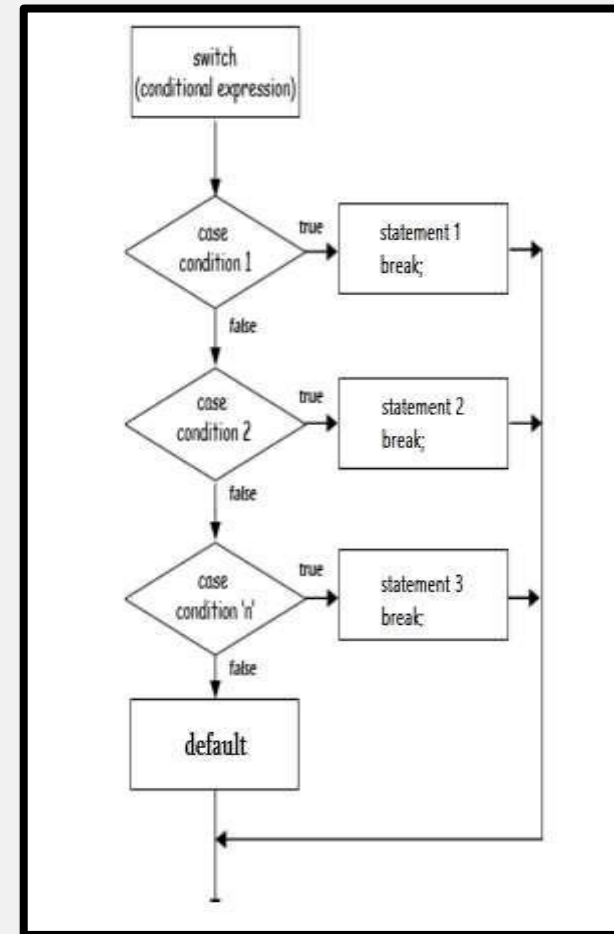 switch
(conditional expression)
case
condition 1
true
statement 1
break;
false
case
condition 2
true
statement 2
break;
false
case
condition 'n'
true
statement 3
break;
false
default